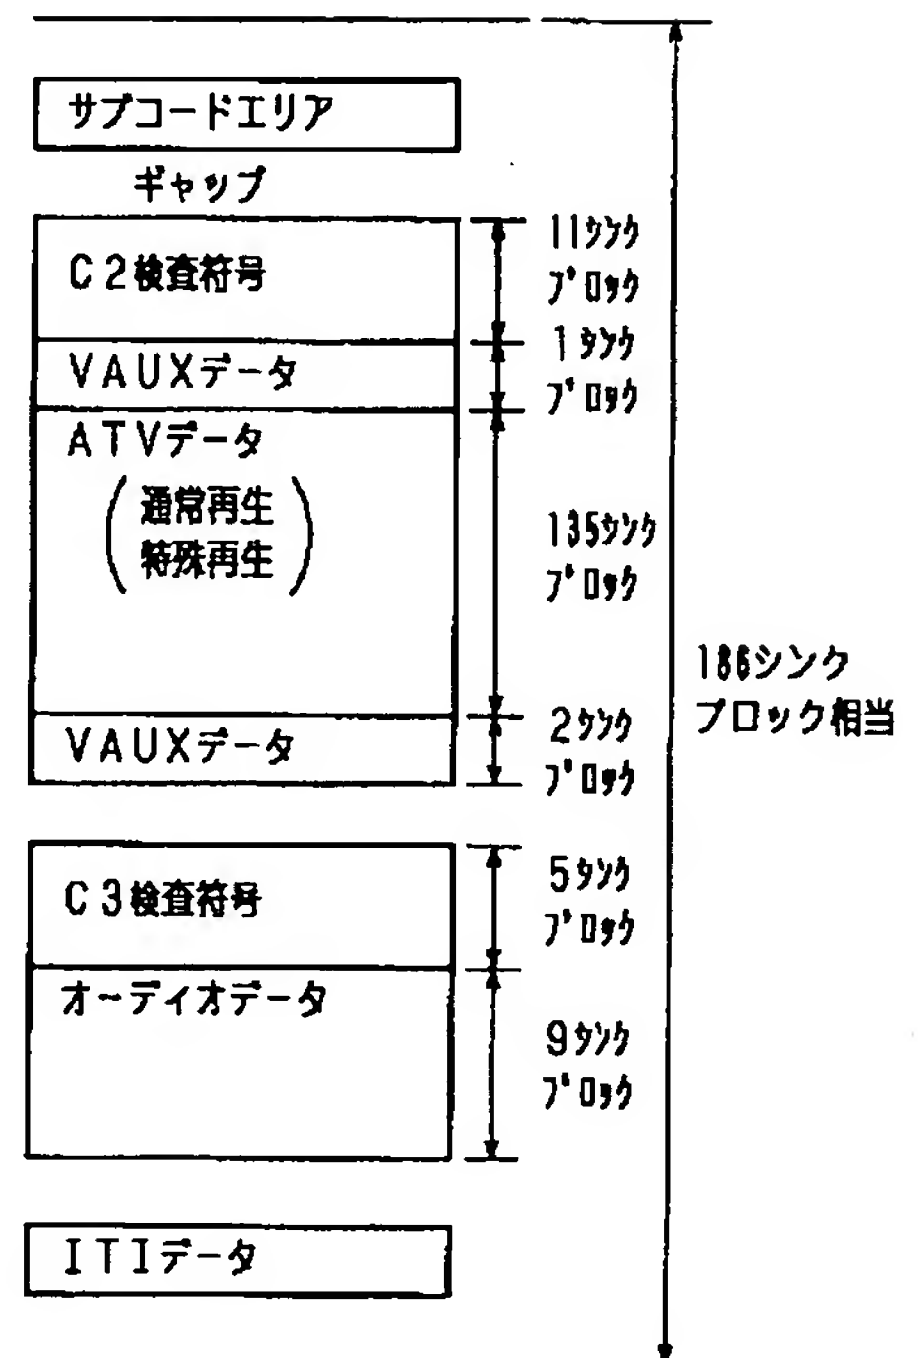 サブコードエリア
ギャップ
C2検査符号
11シンク
ブロック
VAUXデータ
1シンク
ブロック
ATVデータ
通常再生
特殊再生
135シンク
ブロック
186シンク
ブロック相当
VAUXデータ
2シンク
ブロック
C3検査符号
5シンク
ブロック
オーディオデータ
9シンク
ブロック
ITIデータ